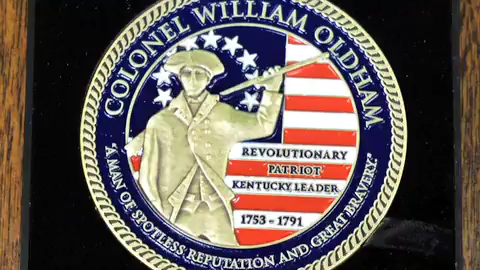 COLONEL WILLIAM OLDHAM
REVOLUTIONARY
PATRIOT
KENTUCKY LEADER
1753 - 1791
"A MAN OF SPOTLESS REPUTATION AND GREAT BRAVERY."